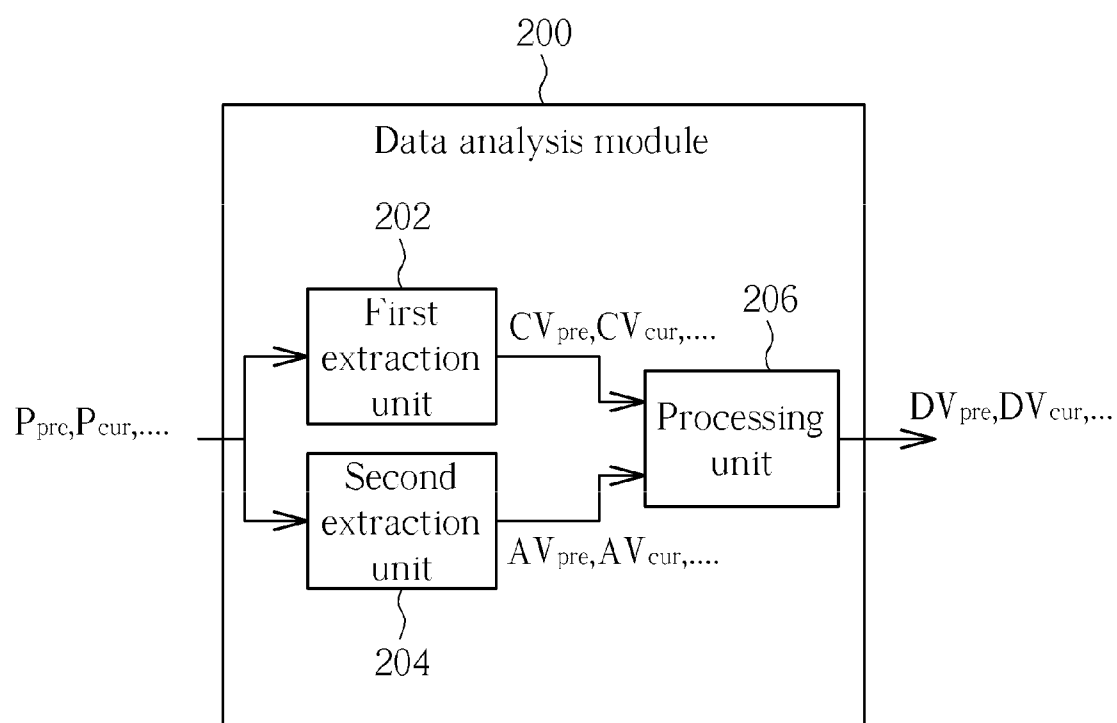 200
Data analysis module
202
First
extraction
unit
CVpre,CVcur,....
206
Ppre,Pcur,....
Processing
unit
DVpre,DVcur,...
Second
extraction
unit
AVpre,AVcur,....
204